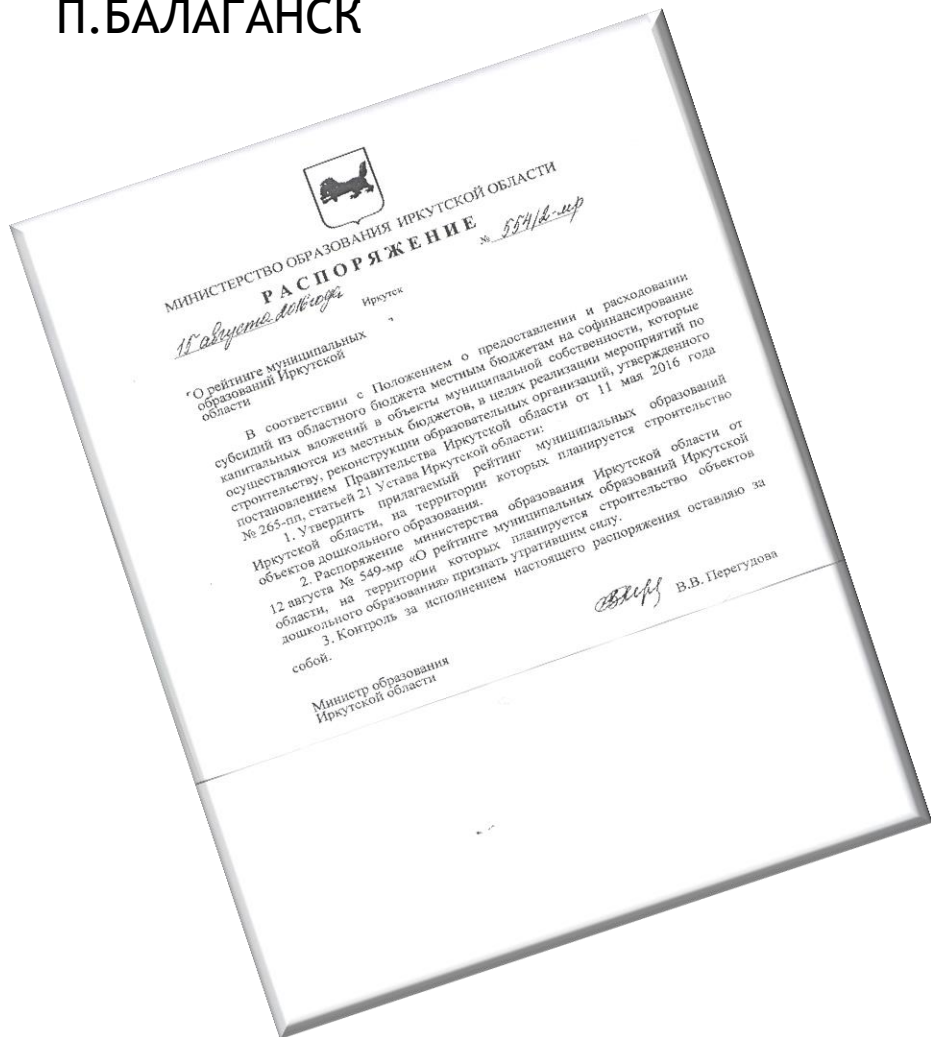 П.БАЛАГАНСК
МИНИСТЕРСТВО ОБРАЗОВАНИЯ ИРКУТСКОЙ ОБЛАСТИ
РАСПОРЯЖЕНИЕ
15 августа 2016 года
№ 554/2-мр
Иркутск
О рейтинге муниципальных
образований Иркутской
области
В соответствии с Положением о предоставлении и расходовании
субсидий из областного бюджета местным бюджетам на софинансирование
капитальных вложений в объекты муниципальной собственности, которые
осуществляются из местных бюджетов, в целях реализации мероприятий по
строительству, реконструкции образовательных организаций, утвержденного
постановлением Правительства Иркутской области от 11 мая 2016 года
№ 265-пп, статьей 21 Устава Иркутской области:
1. Утвердить прилагаемый рейтинг муниципальных образований
Иркутской области, на территории которых планируется строительство
объектов дошкольного образования.
2. Распоряжение министерства образования Иркутской области от
12 августа № 549-мр «О рейтинге муниципальных образований Иркутской
области, на территории которых планируется строительство объектов
дошкольного образования» признать утратившим силу.
3. Контроль за исполнением настоящего распоряжения оставляю за
собой.
Министр образования
Иркутской области
В.В. Перегудова